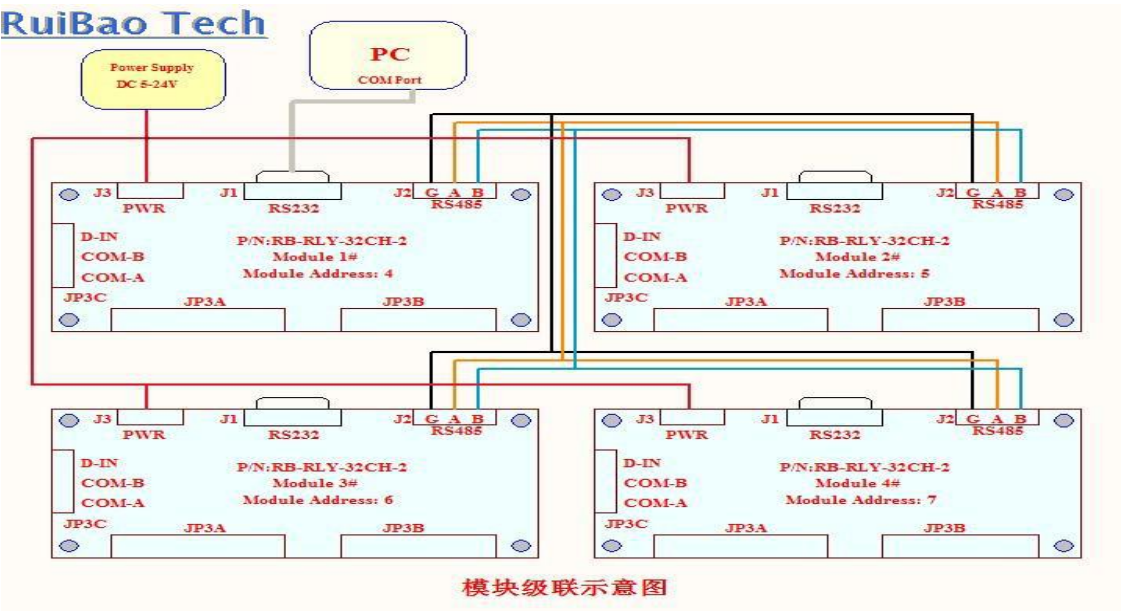 RuiBao Tech
PC
COM Port
Power Supply
DC 5-24V
J3
PWR
J1
RS232
J2
G A B
RS485
D-IN
COM-B
COM-A
P/N:RB-RLY-32CH-2
Module 1#
Module Address: 4
JP3C
JP3A
JP3B
J3
PWR
J1
RS232
J2
G A B
RS485
D-IN
COM-B
COM-A
P/N:RB-RLY-32CH-2
Module 2#
Module Address: 5
JP3C
JP3A
JP3B
J3
PWR
J1
RS232
J2
G A B
RS485
D-IN
COM-B
COM-A
P/N:RB-RLY-32CH-2
Module 3#
Module Address: 6
JP3C
JP3A
JP3B
J3
PWR
J1
RS232
J2
G A B
RS485
D-IN
COM-B
COM-A
P/N:RB-RLY-32CH-2
Module 4#
Module Address: 7
JP3C
JP3A
JP3B
模块级联示意图